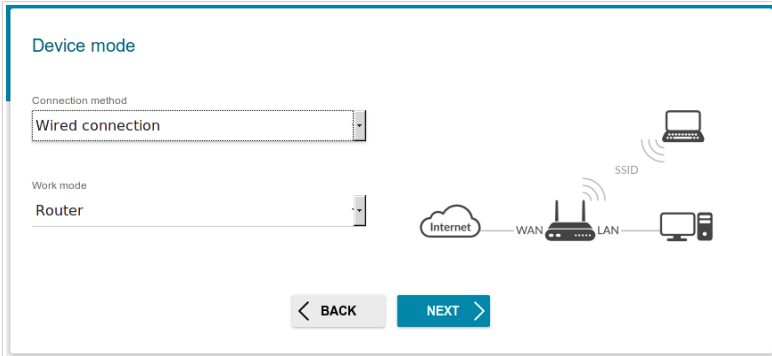 Device mode
Connection method
Wired connection
Work mode
Router
SSID
Internet
WAN
LAN
BACK
NEXT